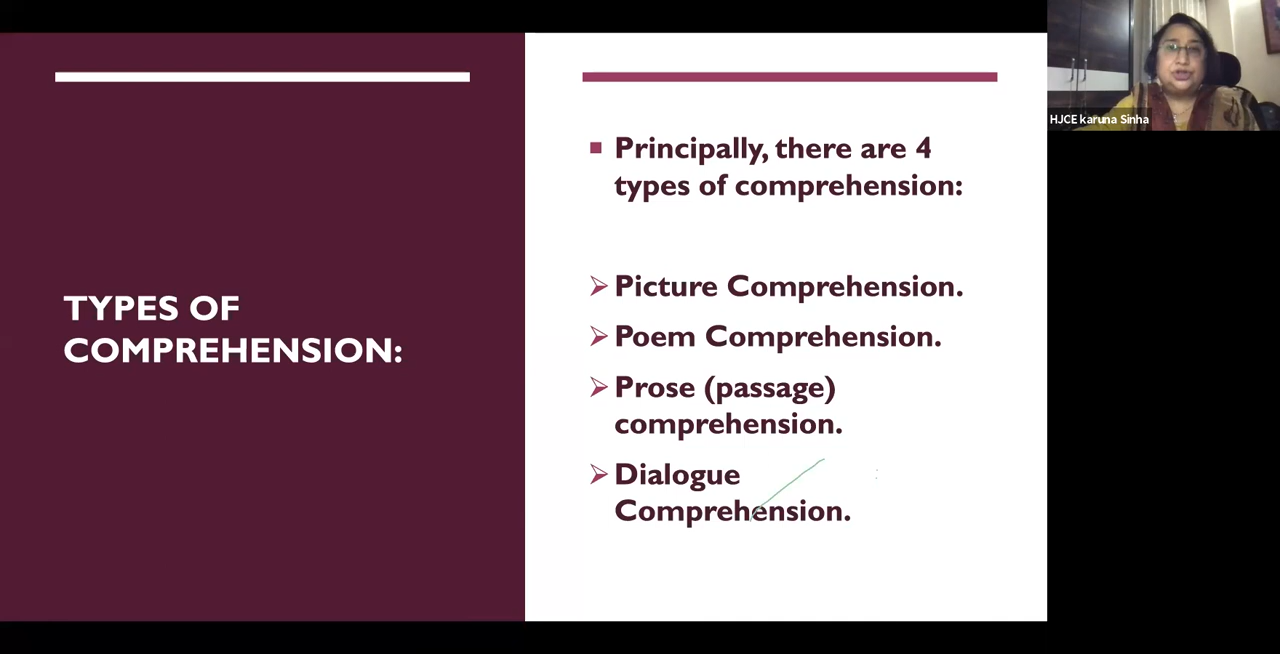 TYPES OF
COMPREHENSION:
Principally, there are 4
types of comprehension:
Picture Comprehension.
Poem Comprehension.
Prose (passage)
comprehension.
Dialogue
Comprehension.
HJCE karuna Sinha